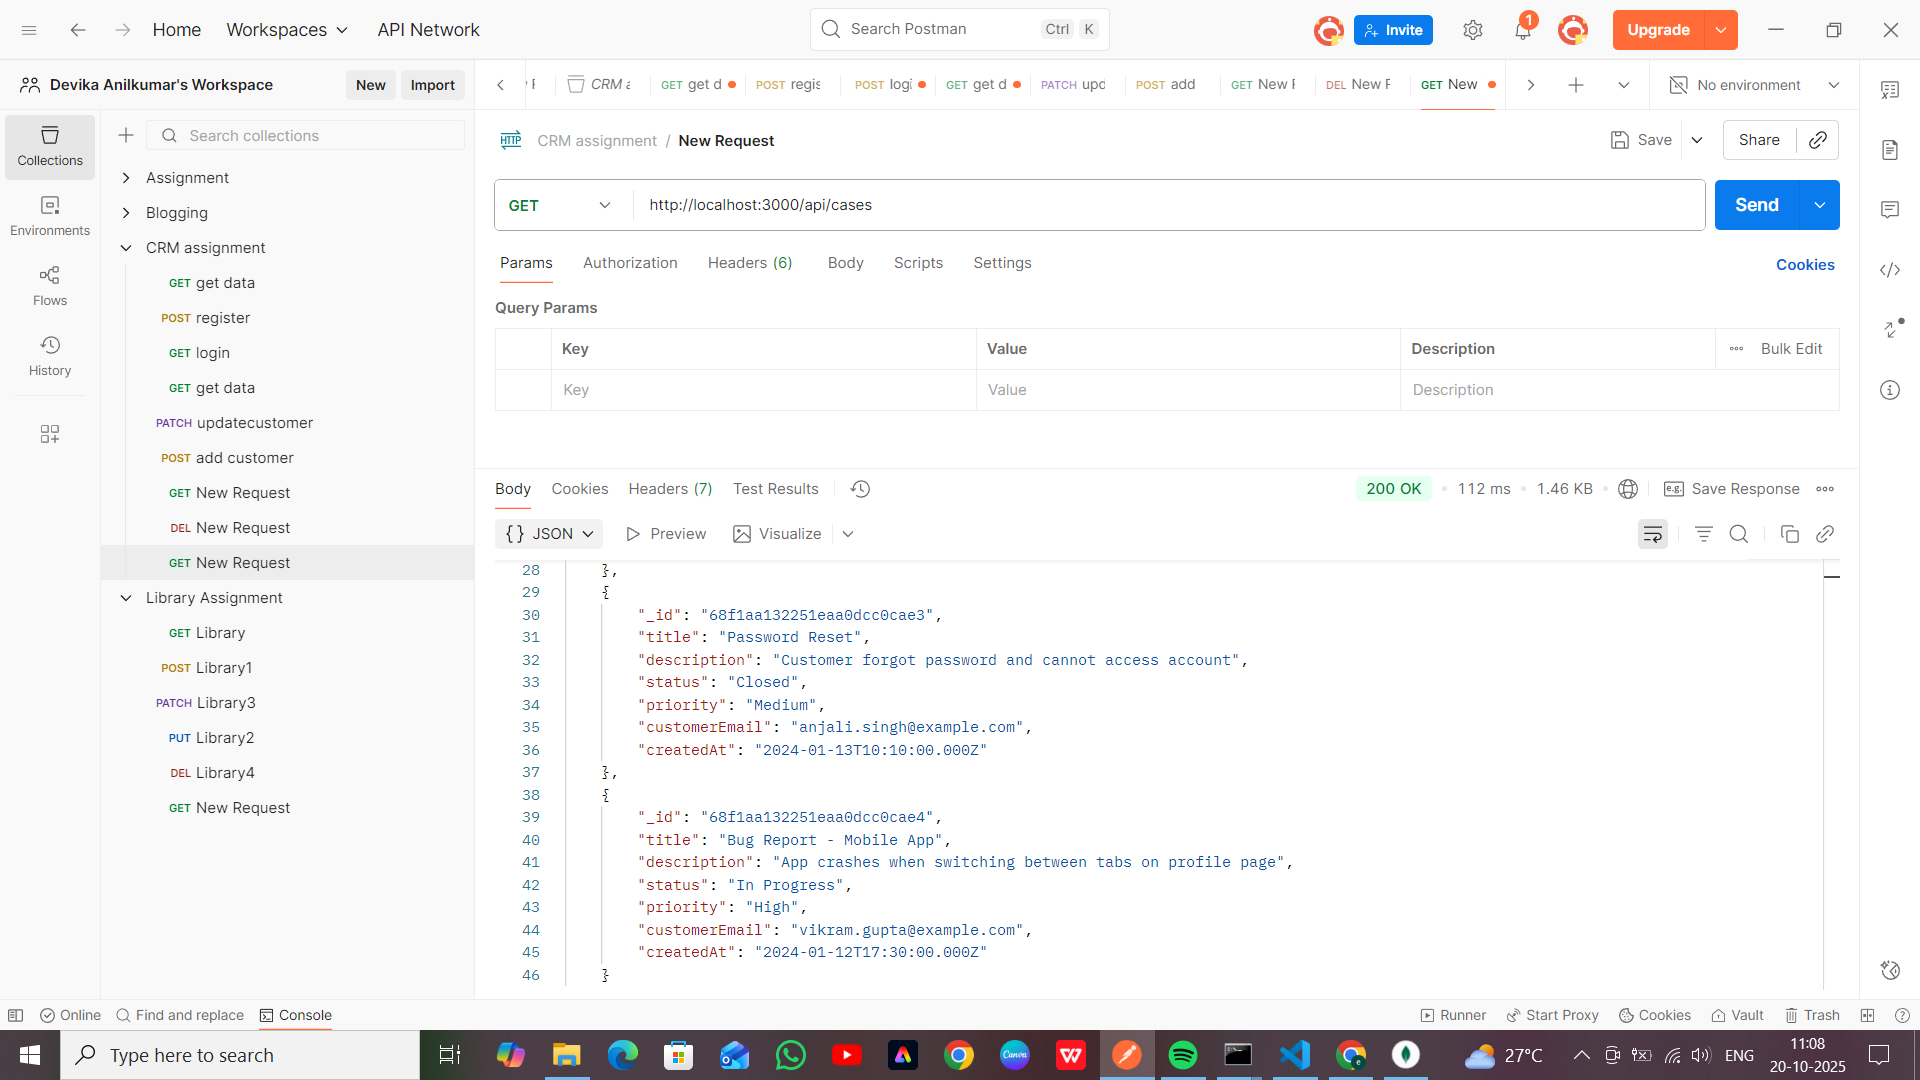 Home
Workspaces
API Network
Search Postman
Ctrl
K
Invite
1
Upgrade
Devika Anilkumar's Workspace
New
Import
CRM a
GET get d
POST regis
POST logi
GET get d
PATCH upd
POST add
GET New F
DEL New F
GET New
No environment
Collections
Environments
Flows
History
Search collections
Assignment
Blogging
CRM assignment
GET get data
POST register
GET login
GET get data
PATCH updatecustomer
POST add customer
GET New Request
DEL New Request
GET New Request
Library Assignment
GET Library
POST Library1
PATCH Library3
PUT Library2
DEL Library4
GET New Request
HTTP
CRM assignment / New Request
Save
Share
GET
http://localhost:3000/api/cases
Send
Params
Authorization
Headers (6)
Body
Scripts
Settings
Cookies
Query Params
Key
Value
Description
Bulk Edit
Key
Value
Description
Body
Cookies
Headers (7)
Test Results
200 OK
112 ms
1.46 KB
e.g.
Save Response
{} JSON
Preview
Visualize
28 },
29 {
30 "_id": "68f1aa132251eaa0dcc0cae3",
31 "title": "Password Reset",
32 "description": "Customer forgot password and cannot access account",
33 "status": "Closed",
34 "priority": "Medium",
35 "customerEmail": "anjali.singh@example.com",
36 "createdAt": "2024-01-13T10:10:00.000Z"
37 },
38 {
39 "_id": "68f1aa132251eaa0dcc0cae4",
40 "title": "Bug Report - Mobile App",
41 "description": "App crashes when switching between tabs on profile page",
42 "status": "In Progress",
43 "priority": "High",
44 "customerEmail": "vikram.gupta@example.com",
45 "createdAt": "2024-01-12T17:30:00.000Z"
46 }
Online
Find and replace
Console
Runner
Start Proxy
Cookies
Vault
Trash
Type here to search
Canva
27°C
ENG
11:08
20-10-2025